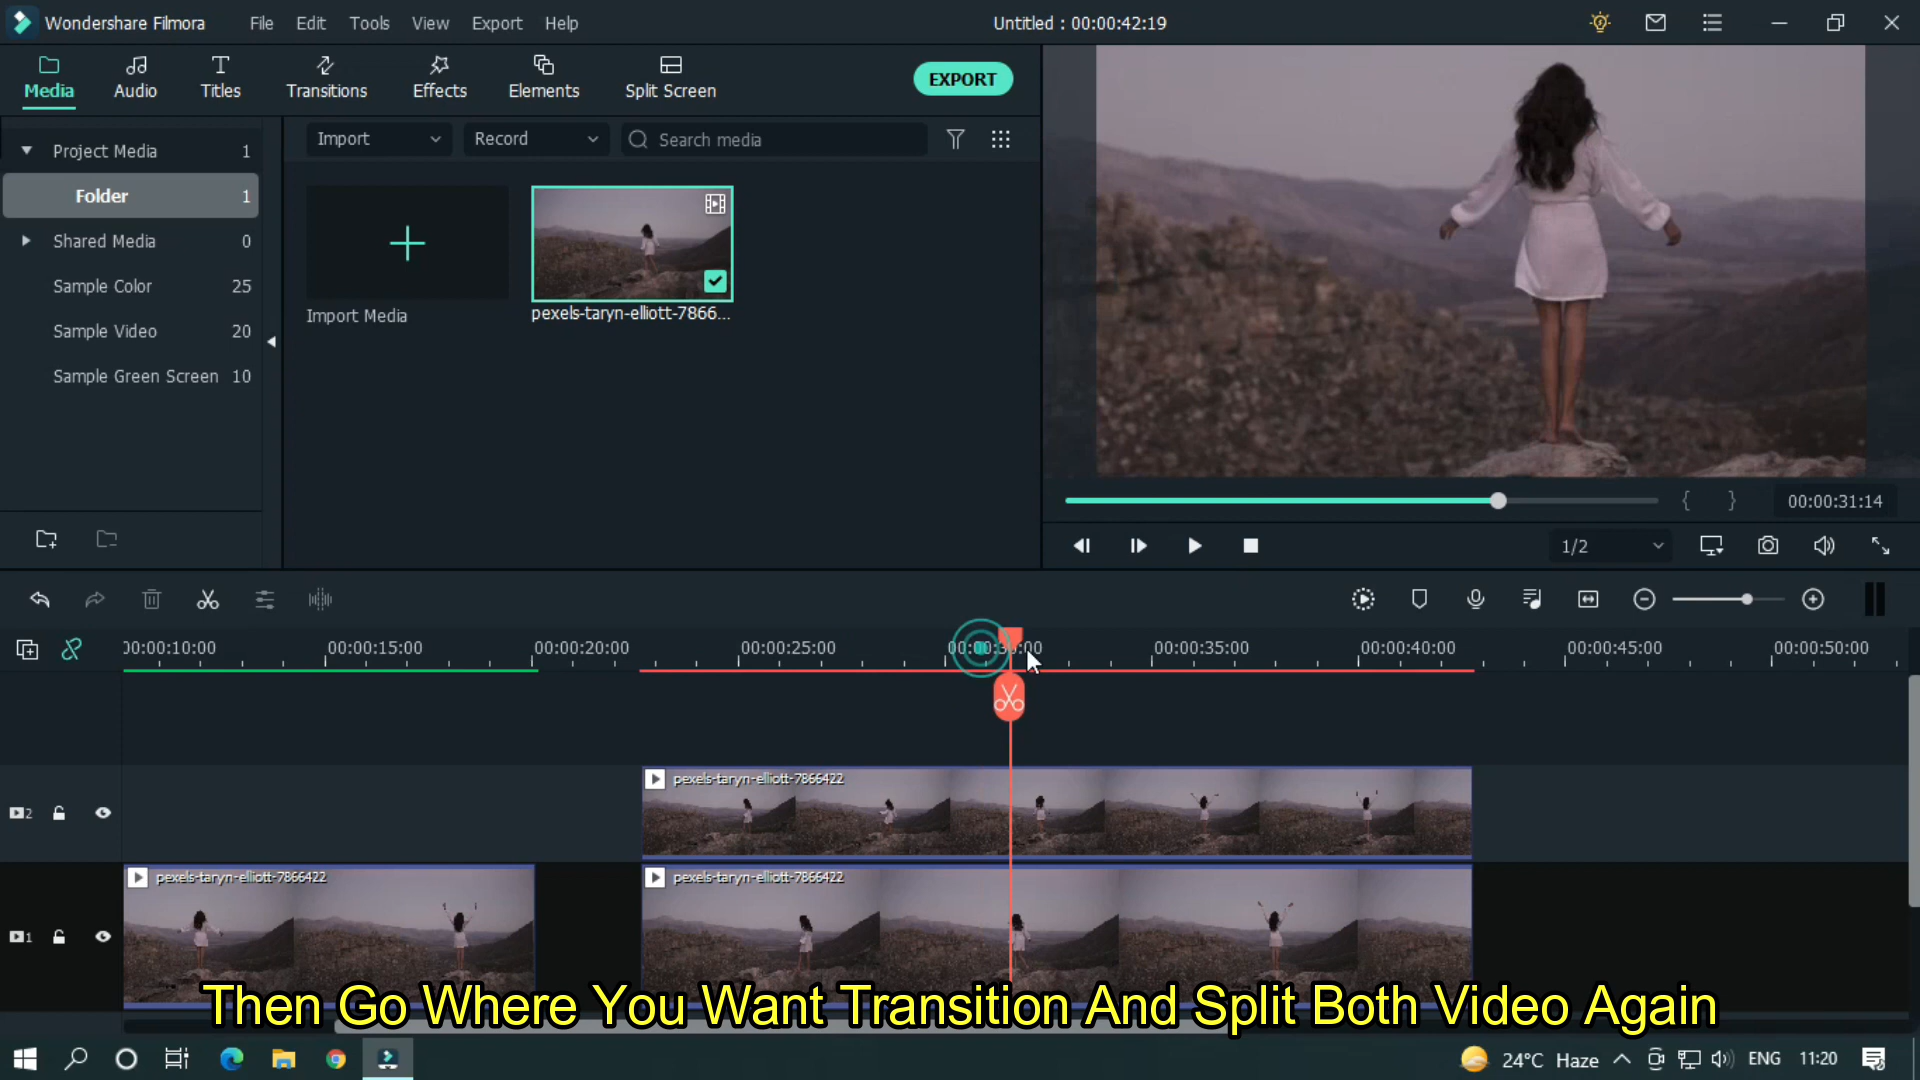 Wondershare Filmora
File
Edit
Tools
View
Export
Help
Untitled : 00:00:42:19
Media
Audio
Titles
Transitions
Effects
Elements
Split Screen
EXPORT
Project Media 1
Folder 1
Shared Media 0
Sample Color 25
Sample Video 20
Sample Green Screen 10
Import
Record
Search media
Import Media
pexels-taryn-elliott-7866...
{ }
00:00:31:14
1/2
00:00:10:00
00:00:15:00
00:00:20:00
00:00:25:00
00:00:30:00
00:00:35:00
00:00:40:00
00:00:45:00
00:00:50:00
2
pexels-taryn-elliott-7866422
1
pexels-taryn-elliott-7866422
pexels-taryn-elliott-7866422
Then Go Where You Want Transition And Split Both Video Again
24°C Haze
ENG
11:20